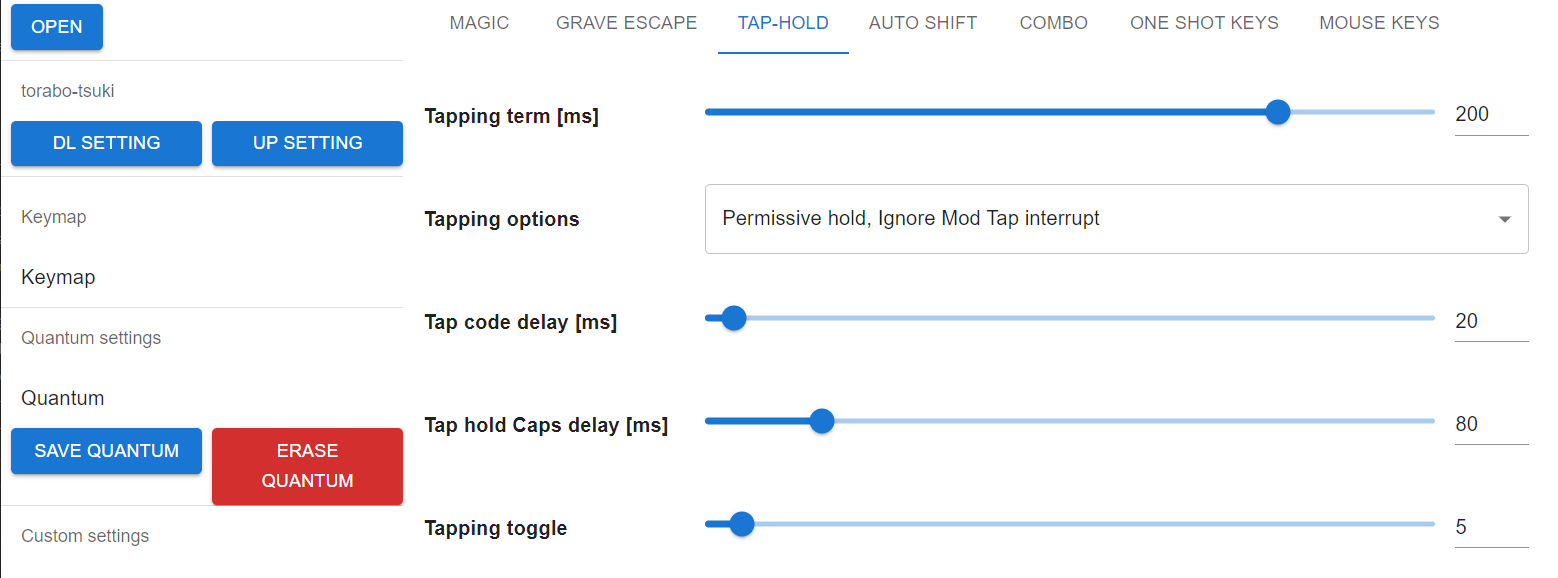 OPEN
MAGIC GRAVE ESCAPE TAP-HOLD AUTO SHIFT COMBO ONE SHOT KEYS MOUSE KEYS
torabo-tsuki
DL SETTING UP SETTING
Keymap
Keymap
Quantum settings
Quantum
SAVE QUANTUM
ERASE
QUANTUM
Custom settings
Tapping term [ms] 200
Tapping options Permissive hold, Ignore Mod Tap interrupt
Tap code delay [ms] 20
Tap hold Caps delay [ms] 80
Tapping toggle 5